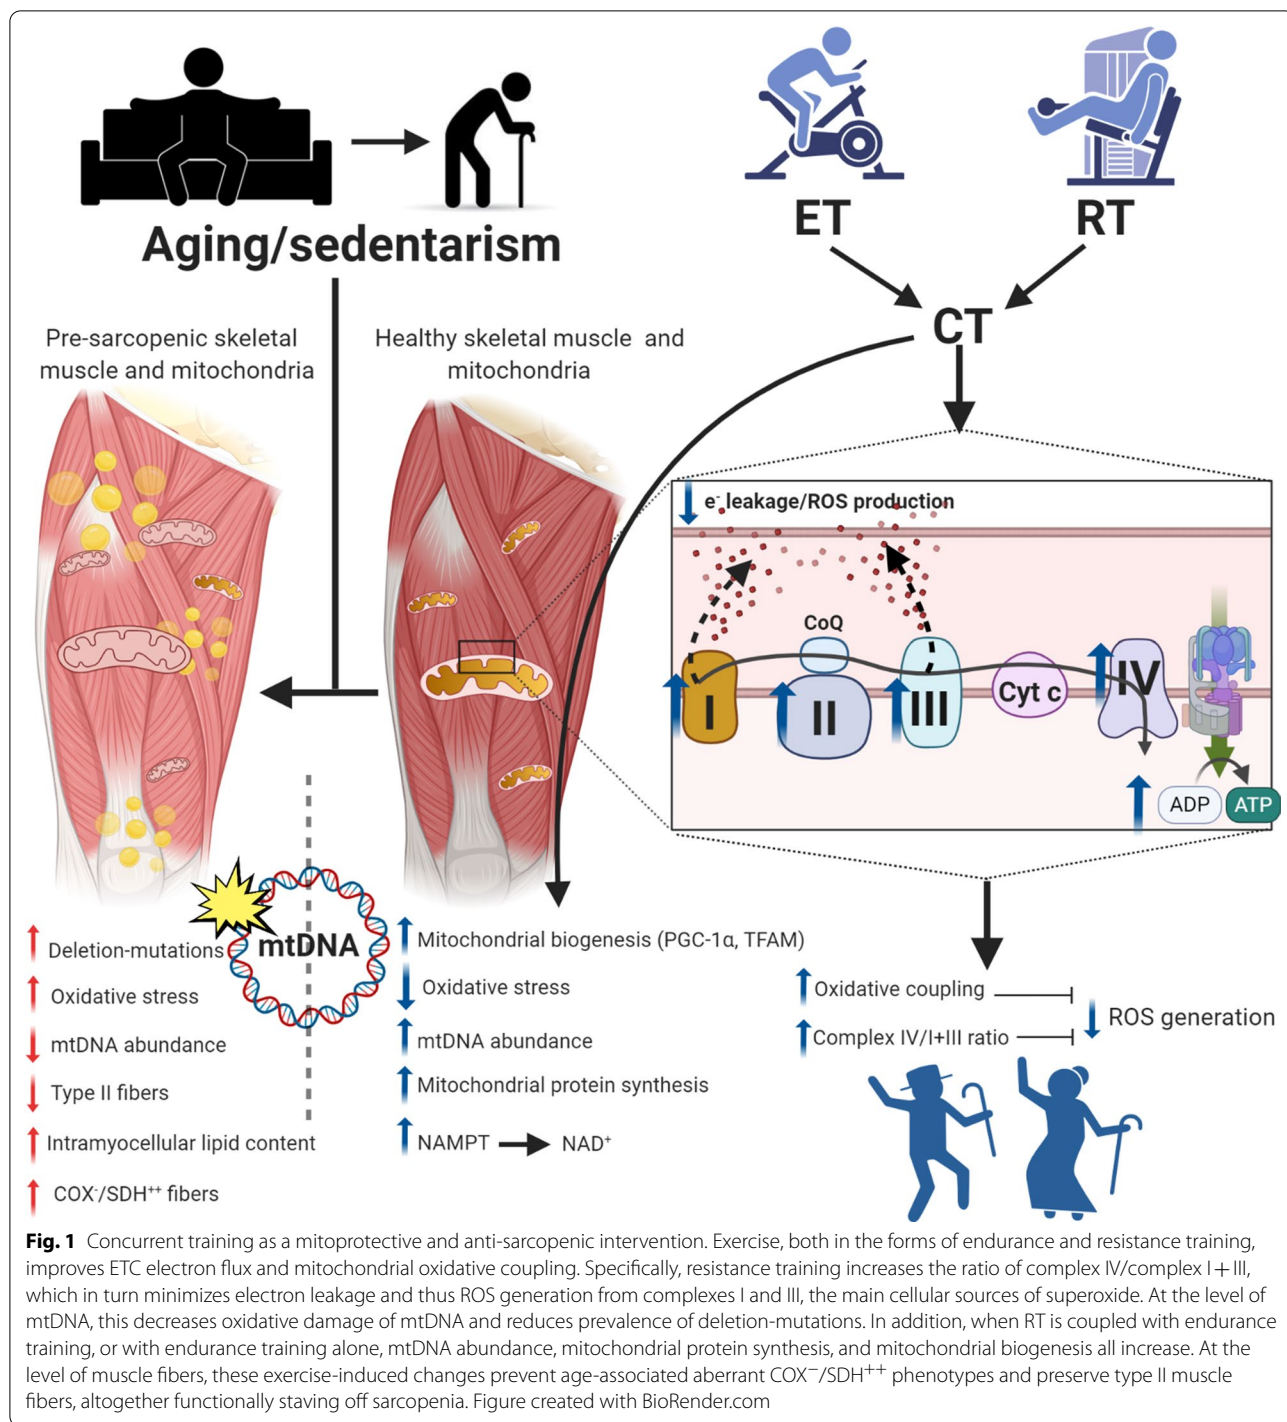 Aging/sedentarism
ET
RT
CT
Pre-sarcopenic skeletal
muscle and mitochondria
Healthy skeletal muscle and
mitochondria
e⁻ leakage/ROS production
CoQ
I
II
III
Cyt c
IV
ADP
ATP
mtDNA
Deletion-mutations
Oxidative stress
mtDNA abundance
Type II fibers
Intramyocellular lipid content
COX⁻/SDH⁺⁺ fibers
Mitochondrial biogenesis (PGC-1α, TFAM)
Oxidative stress
mtDNA abundance
Mitochondrial protein synthesis
NAMPT
NAD⁺
Oxidative coupling
Complex IV/I+III ratio
ROS generation
Fig. 1 Concurrent training as a mitoprotective and anti-sarcopenic intervention. Exercise, both in the forms of endurance and resistance training,
improves ETC electron flux and mitochondrial oxidative coupling. Specifically, resistance training increases the ratio of complex IV/complex I + III,
which in turn minimizes electron leakage and thus ROS generation from complexes I and III, the main cellular sources of superoxide. At the level of
mtDNA, this decreases oxidative damage of mtDNA and reduces prevalence of deletion-mutations. In addition, when RT is coupled with endurance
training, or with endurance training alone, mtDNA abundance, mitochondrial protein synthesis, and mitochondrial biogenesis all increase. At the
level of muscle fibers, these exercise-induced changes prevent age-associated aberrant COX⁻/SDH⁺⁺ phenotypes and preserve type II muscle
fibers, altogether functionally staving off sarcopenia. Figure created with BioRender.com